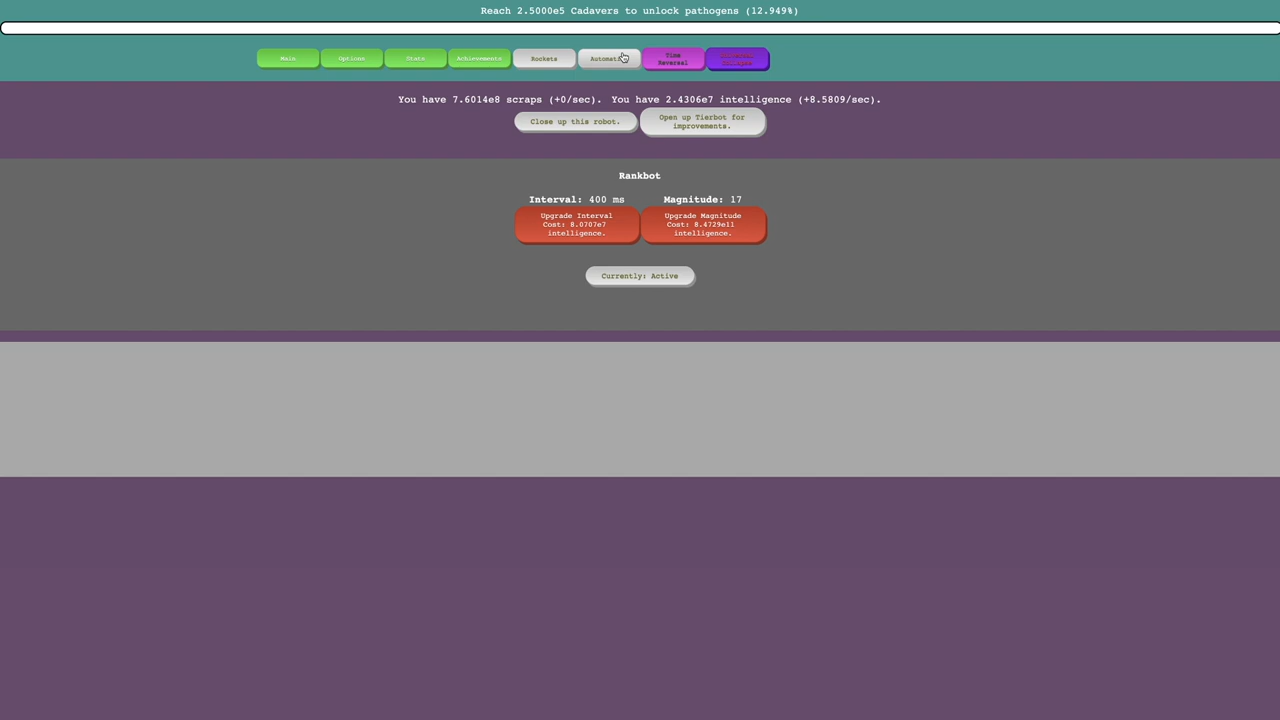 Reach 2.5000e5 Cadavers to unlock pathogens (12.949%)
Main Options Stats Achievements Rockets Time
Reversal
You have 7.6014e8 scraps (+0/sec). You have 2.4306e7 intelligence (+8.5809/sec).
Close up this robot. Open up Tierbot for
improvements.
Rankbot
Interval: 400 ms Magnitude: 17
Upgrade Interval
Cost: 8.0707e7
intelligence.
Upgrade Magnitude
Cost: 8.4729e11
intelligence.
Currently: Active